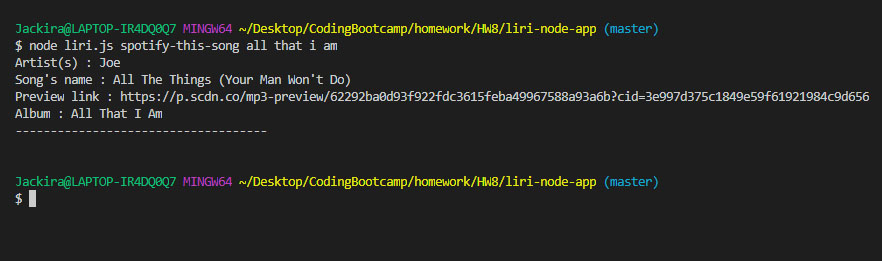 Jackira@LAPTOP-IR4DQ0Q7 MINGW64 ~/Desktop/CodingBootcamp/homework/HW8/liri-node-app (master)
$ node liri.js spotify-this-song all that i am
Artist(s) : Joe
Song's name : All The Things (Your Man Won't Do)
Preview link : https://p.scdn.co/mp3-preview/62292ba0d93f922fdc3615feba49967588a93a6b?cid=3e997d375c1849e59f61921984c9d656
Album : All That I Am
------------------------------------
Jackira@LAPTOP-IR4DQ0Q7 MINGW64 ~/Desktop/CodingBootcamp/homework/HW8/liri-node-app (master)
$